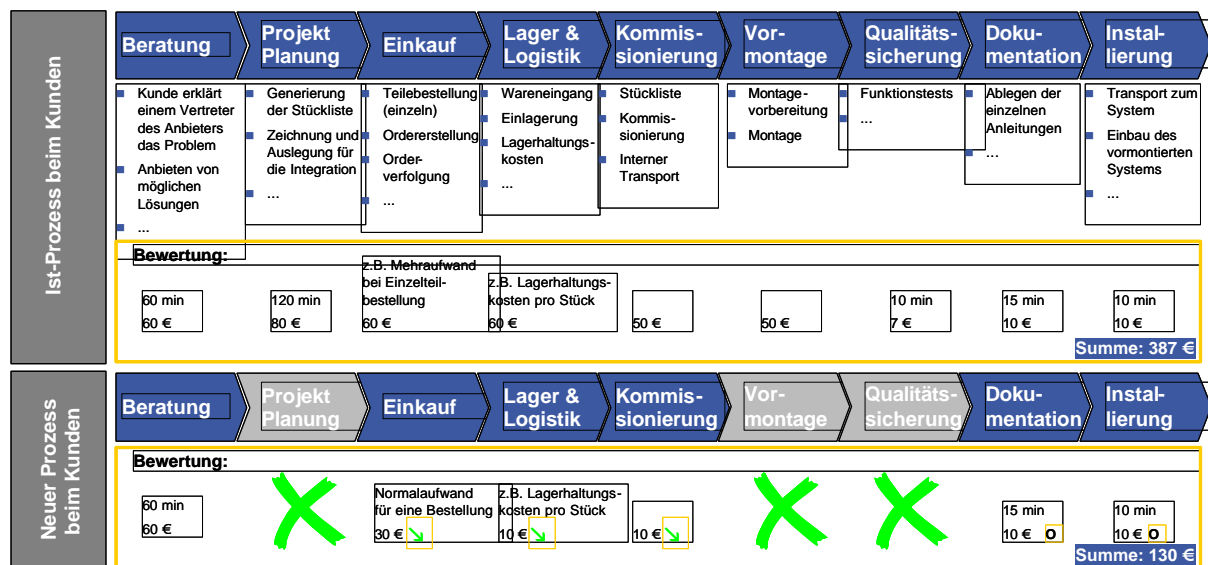 Ist-Prozess beim Kunden
Beratung
Projekt
Planung
Einkauf
Lager &
Logistik
Kommis-
sionierung
Vor-
montage
Qualitäts-
sicherung
Doku-
mentation
Instal-
lierung
Kunde erklärt
einem Vertreter
des Anbieters
das Problem
Anbieten von
möglichen
Lösungen
...
Generierung
der Stückliste
Zeichnung und
Auslegung für
die Integration
...
Teilebestellung
(einzeln)
Ordererstellung
Order-
verfolgung
...
Wareneingang
Einlagerung
Lagerhaltungs-
kosten
...
Stückliste
Kommis-
sionierung
Interner
Transport
Montage-
vorbereitung
Montage
Funktionstests
...
Ablegen der
einzelnen
Anleitungen
...
Transport zum
System
Einbau des
vormontierten
Systems
...
Bewertung:
60 min
60 €
120 min
80 €
z.B. Mehraufwand
bei Einzelteil-
bestellung
60 €
z.B. Lagerhaltungs-
kosten pro Stück
60 €
50 €
50 €
10 min
7 €
15 min
10 €
10 min
10 €
Summe: 387 €
Neuer Prozess
beim Kunden
Beratung
Projekt
Planung
Einkauf
Lager &
Logistik
Kommis-
sionierung
Vor-
montage
Qualitäts-
sicherung
Doku-
mentation
Instal-
lierung
Bewertung:
60 min
60 €
Normalaufwand
für eine Bestellung
30 €
z.B. Lagerhaltungs-
kosten pro Stück
10 €
10 €
15 min
10 € o
10 min
10 € o
Summe: 130 €